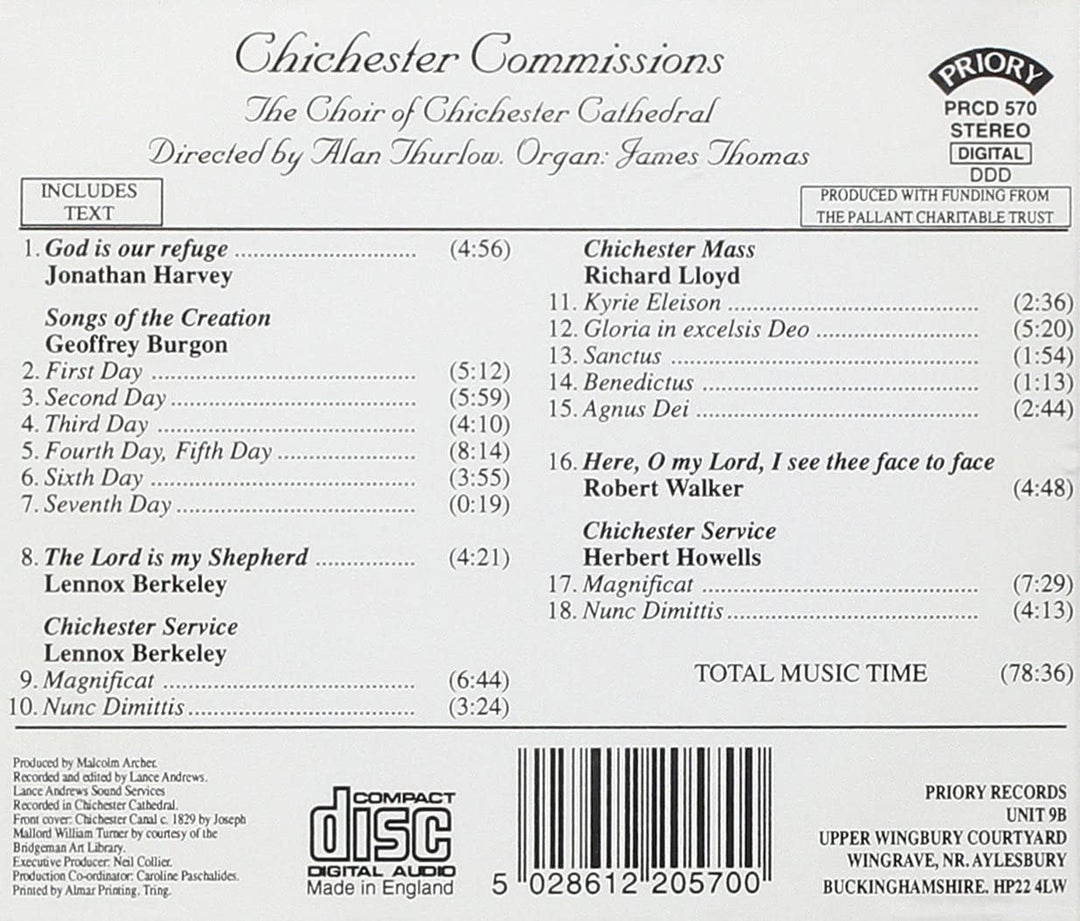 Chichester Commissions
The Choir of Chichester Cathedral
Directed by Alan Thurlow. Organ: James Thomas
PRIORY
PRCD 570
STEREO
DIGITAL
DDD
INCLUDES
TEXT
PRODUCED WITH FUNDING FROM
THE PALLANT CHARITABLE TRUST
1. God is our refuge ............................ (4:56)
Jonathan Harvey
Songs of the Creation
Geoffrey Burgon
2. First Day ........................................ (5:12)
3. Second Day ..................................... (5:59)
4. Third Day ....................................... (4:10)
5. Fourth Day, Fifth Day ..................... (8:14)
6. Sixth Day ........................................ (3:55)
7. Seventh Day .................................... (0:19)
8. The Lord is my Shepherd ............... (4:21)
Lennox Berkeley
Chichester Service
Lennox Berkeley
9. Magnificat ...................................... (6:44)
10. Nunc Dimittis .................................. (3:24)
Chichester Mass
Richard Lloyd
11. Kyrie Eleison ...................................... (2:36)
12. Gloria in excelsis Deo ......................... (5:20)
13. Sanctus ............................................... (1:54)
14. Benedictus .......................................... (1:13)
15. Agnus Dei ........................................... (2:44)
16. Here, O my Lord, I see thee face to face
Robert Walker (4:48)
Chichester Service
Herbert Howells
17. Magnificat .......................................... (7:29)
18. Nunc Dimittis ...................................... (4:13)
TOTAL MUSIC TIME (78:36)
Produced by Malcolm Archer.
Recorded and edited by Lance Andrews.
Lance Andrews Sound Services
Recorded in Chichester Cathedral.
Front cover: Chichester Canal c. 1829 by Joseph
Mallord William Turner by courtesy of the
Bridgeman Art Library.
Executive Producer: Neil Collier.
Production Co-ordinator: Caroline Paschalides.
Printed by Almar Printing, Tring.
COMPACT
disc
DIGITAL AUDIO
Made in England
5 028612 205700
PRIORY RECORDS
UNIT 9B
UPPER WINGBURY COURTYARD
WINGRAVE, NR. AYLESBURY
BUCKINGHAMSHIRE. HP22 4LW